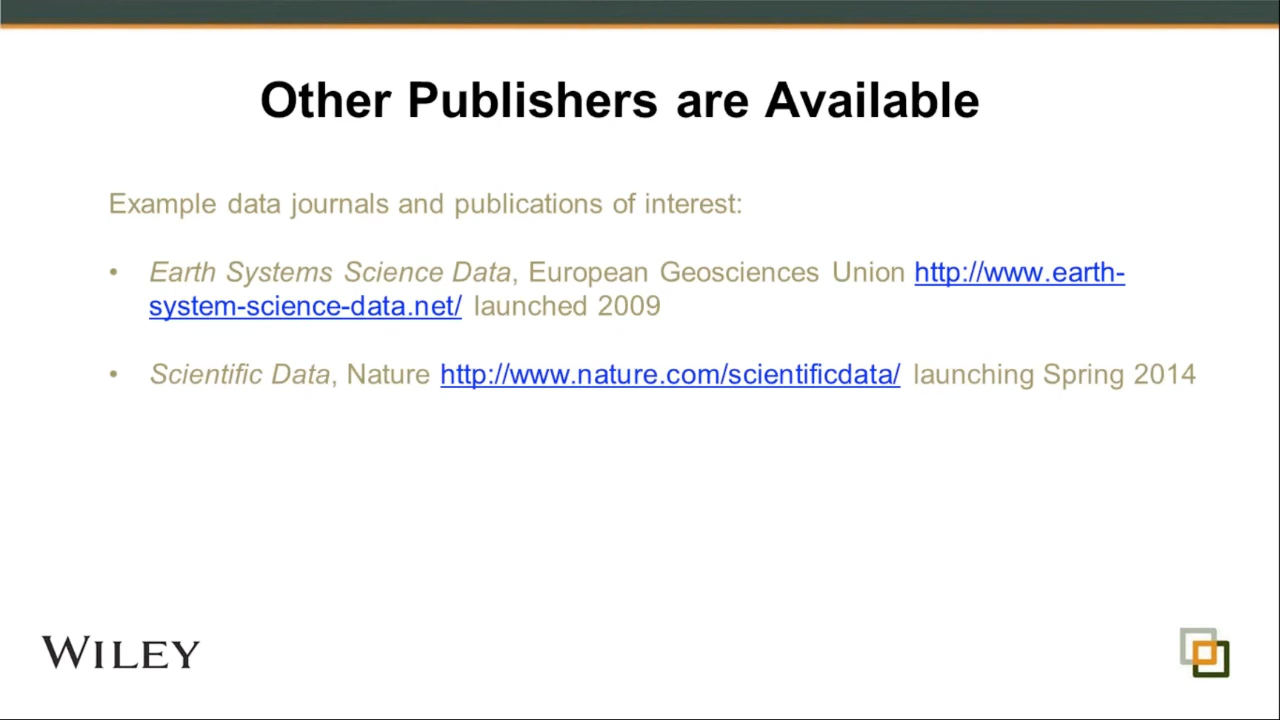 Other Publishers are Available
Example data journals and publications of interest:
• Earth Systems Science Data, European Geosciences Union http://www.earth-
system-science-data.net/ launched 2009
• Scientific Data, Nature http://www.nature.com/scientificdata/ launching Spring 2014
WILEY